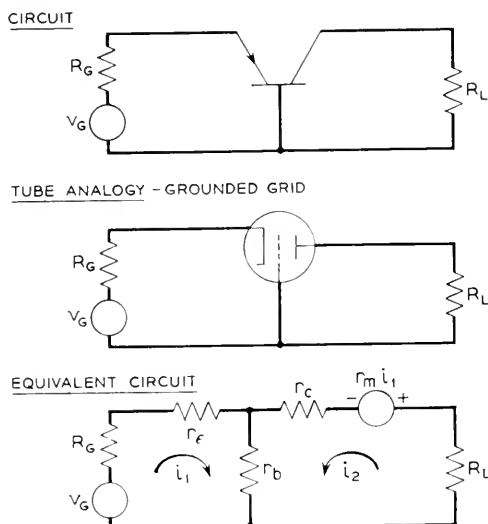 CIRCUIT
R_G
V_G
R_L
TUBE ANALOGY - GROUNDED GRID
R_G
V_G
R_L
EQUIVALENT CIRCUIT
r_ε
r_c
r_m i_1
- +
R_G
i_1
r_b
i_2
R_L
V_G